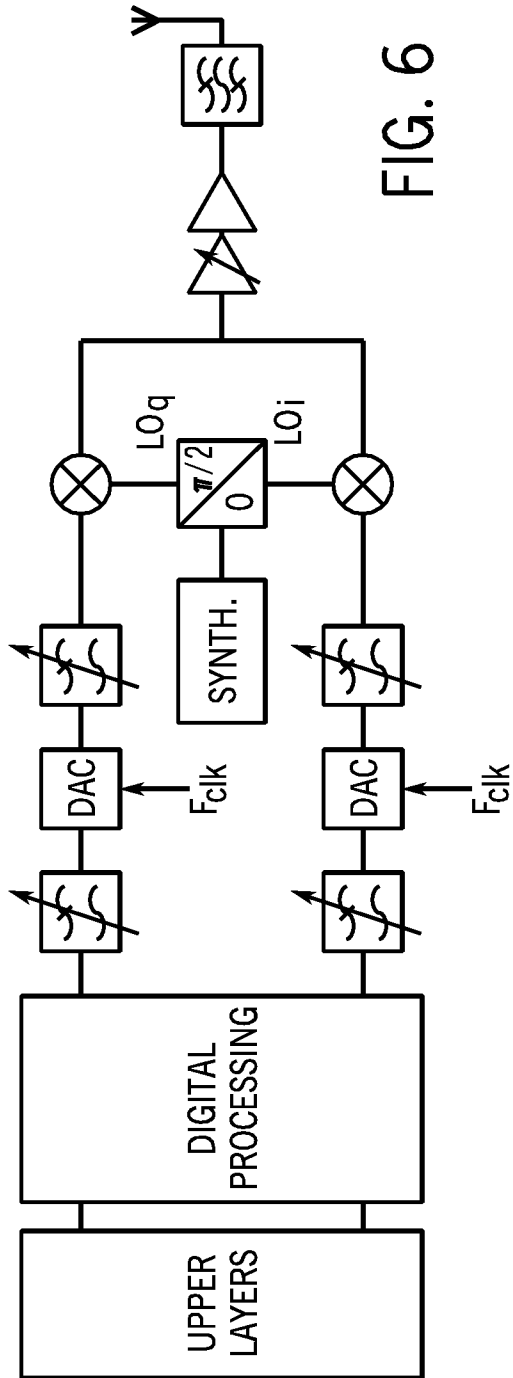 UPPER
LAYERS
DIGITAL
PROCESSING
DAC
Fclk
DAC
Fclk
SYNTH.
π/2
0
LOq
LOi
FIG. 6